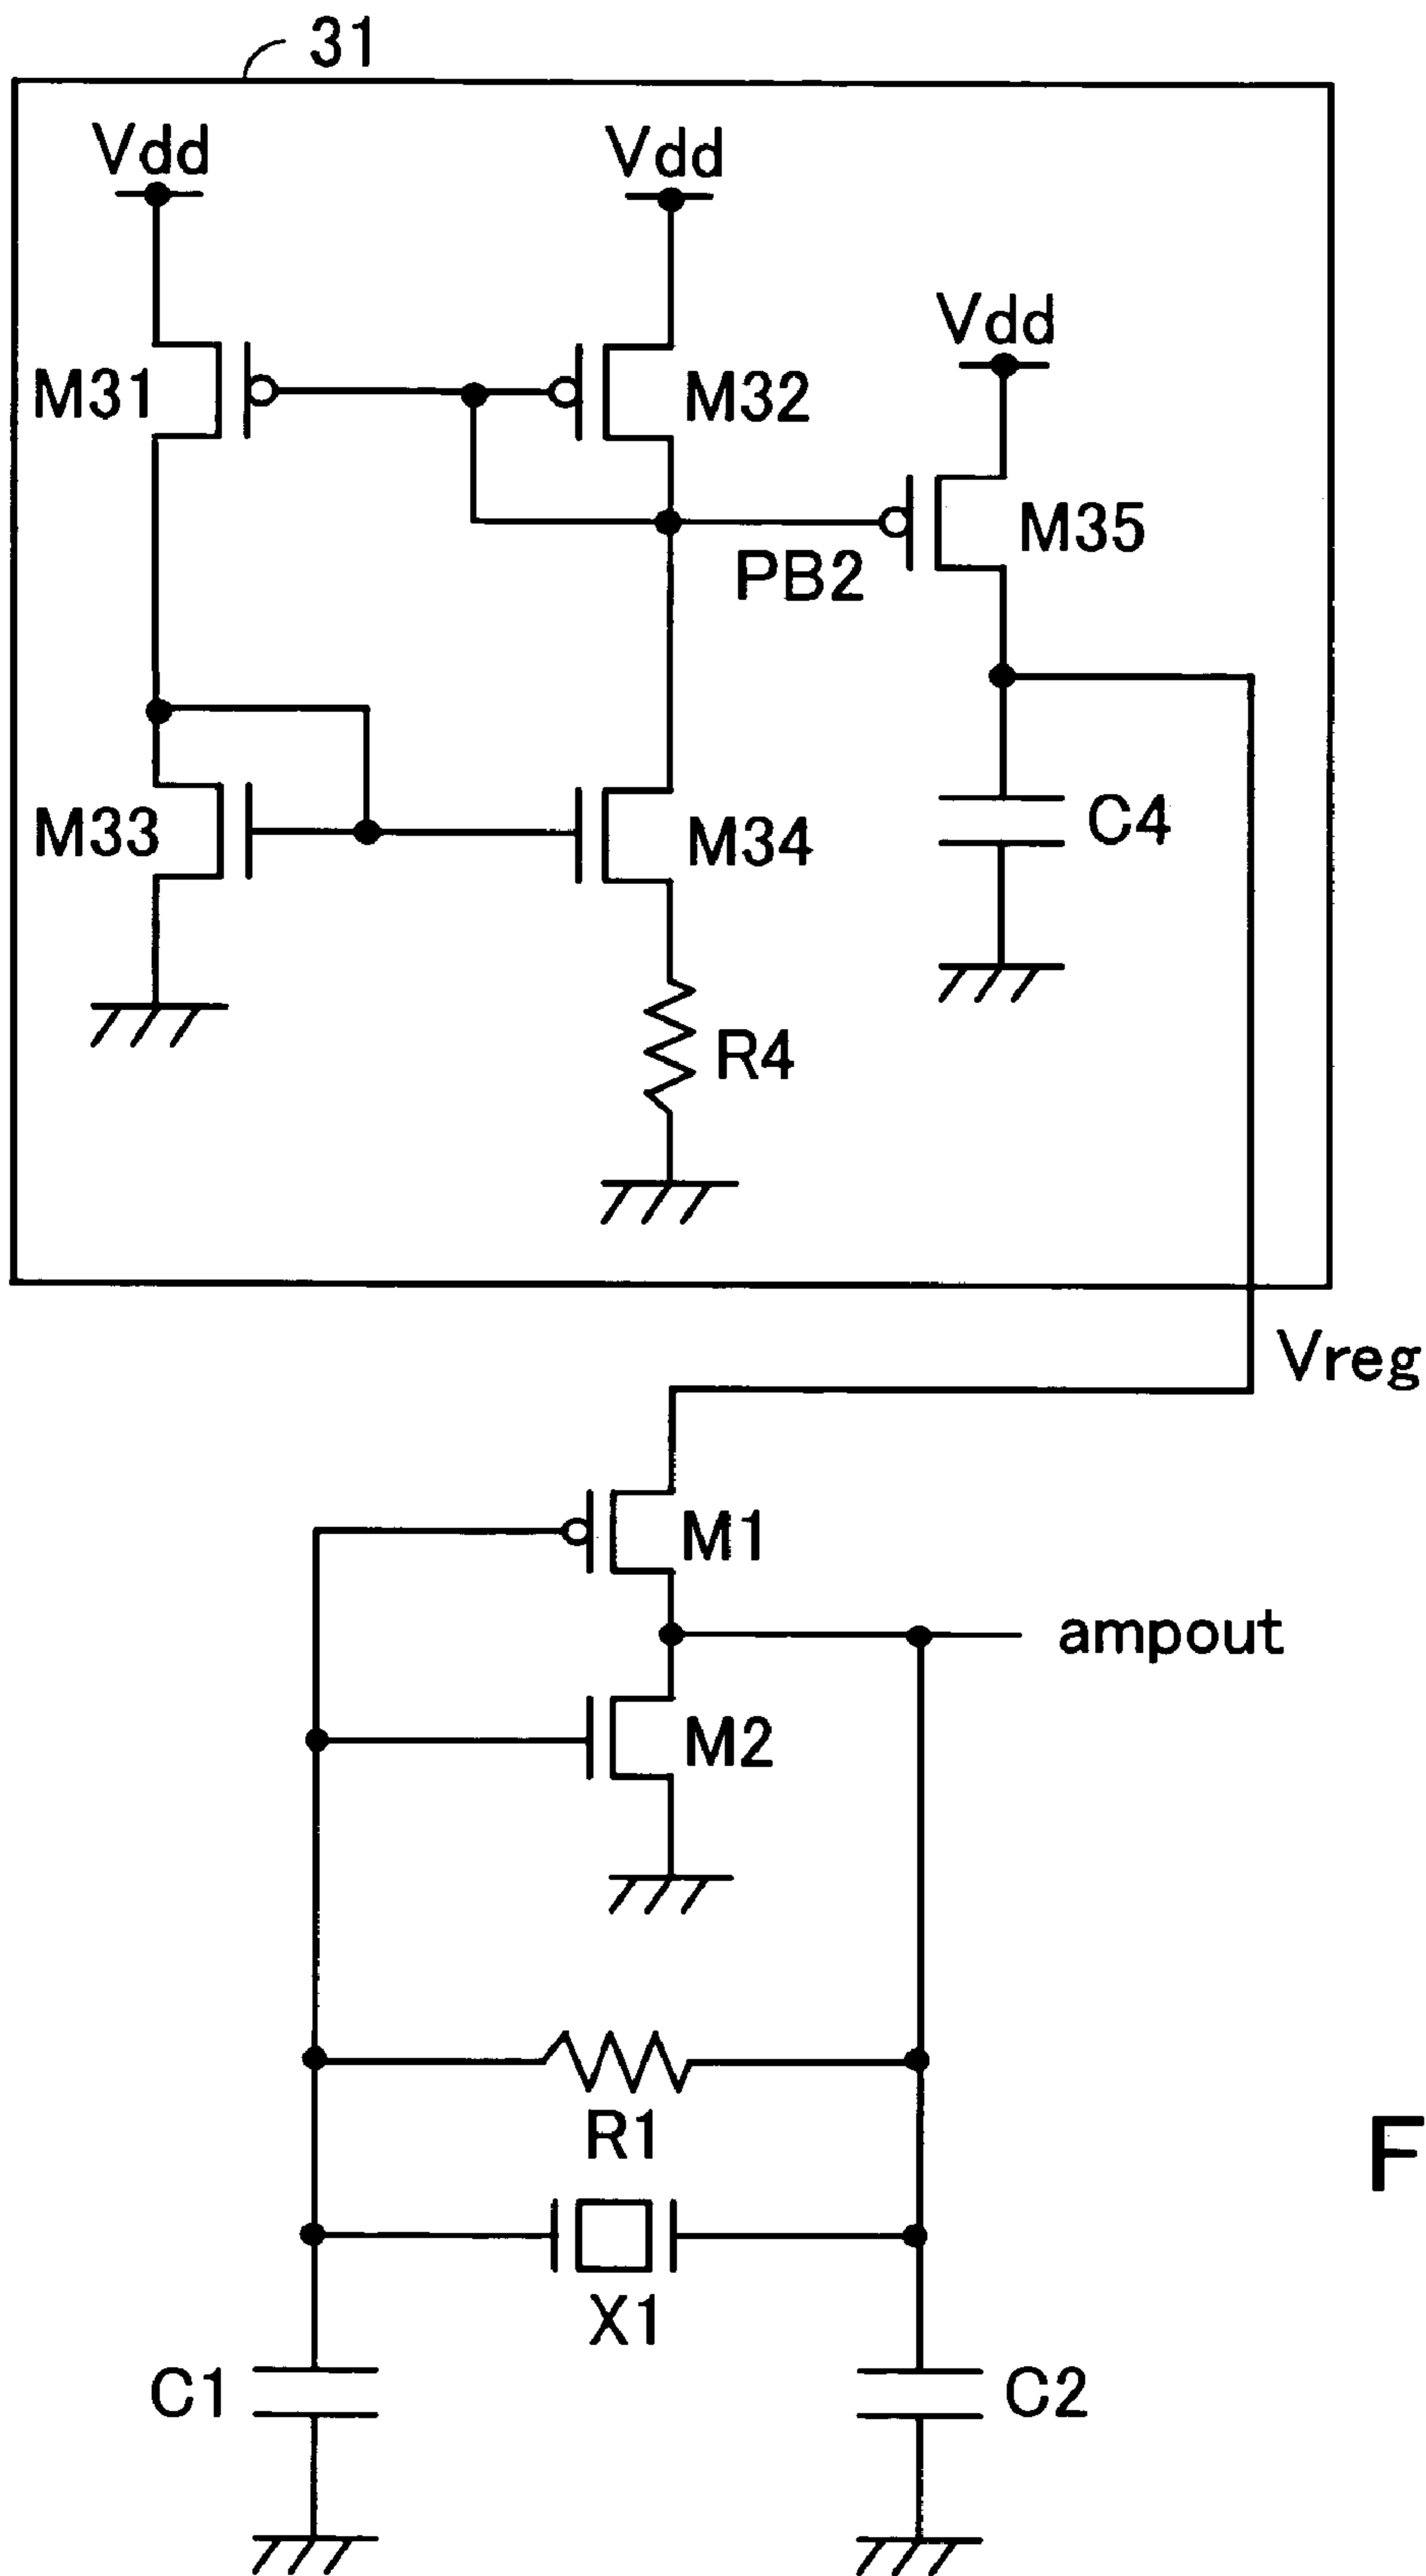 31
Vdd
Vdd
Vdd
M31
M32
M35
PB2
M33
M34
C4
R4
Vreg
M1
ampout
M2
R1
F
X1
C1
C2